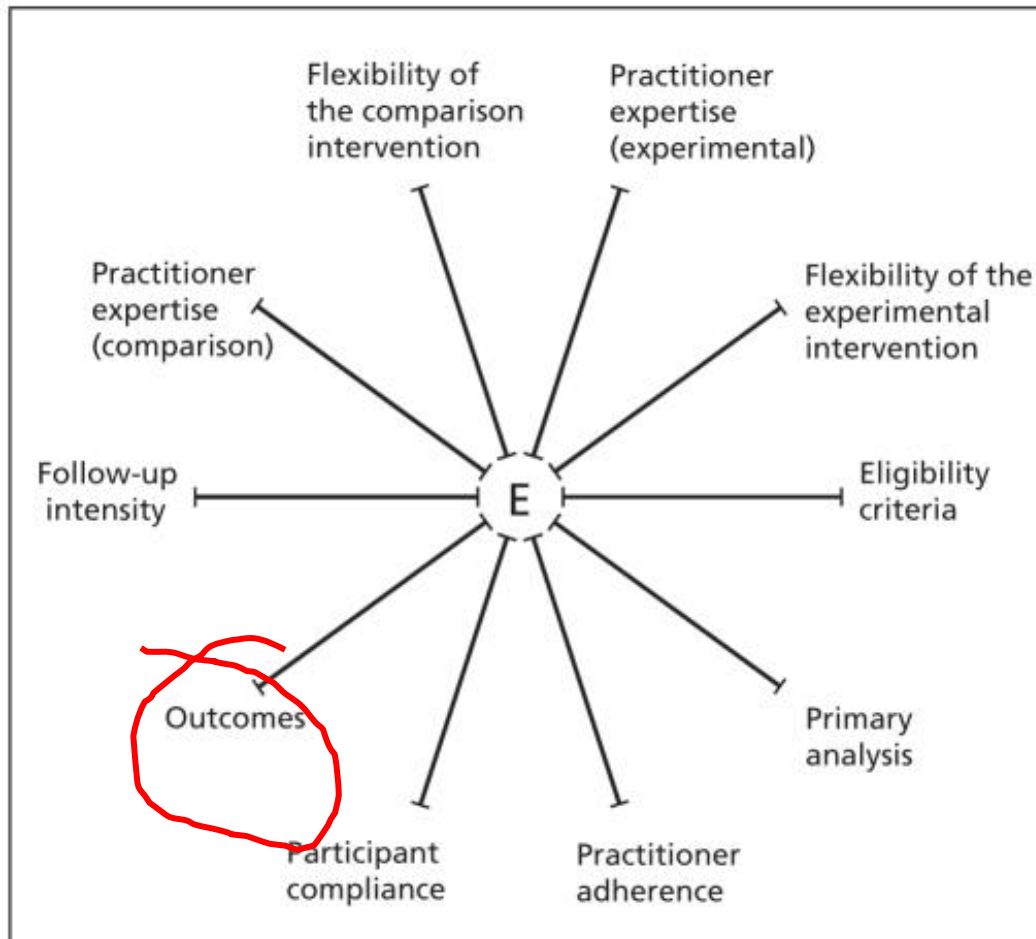 Flexibility of
the comparison
intervention
Practitioner
expertise
(experimental)
Practitioner
expertise
(comparison)
Flexibility of the
experimental
intervention
Follow-up
intensity
E
Eligibility
criteria
Outcomes
Primary
analysis
Participant
compliance
Practitioner
adherence